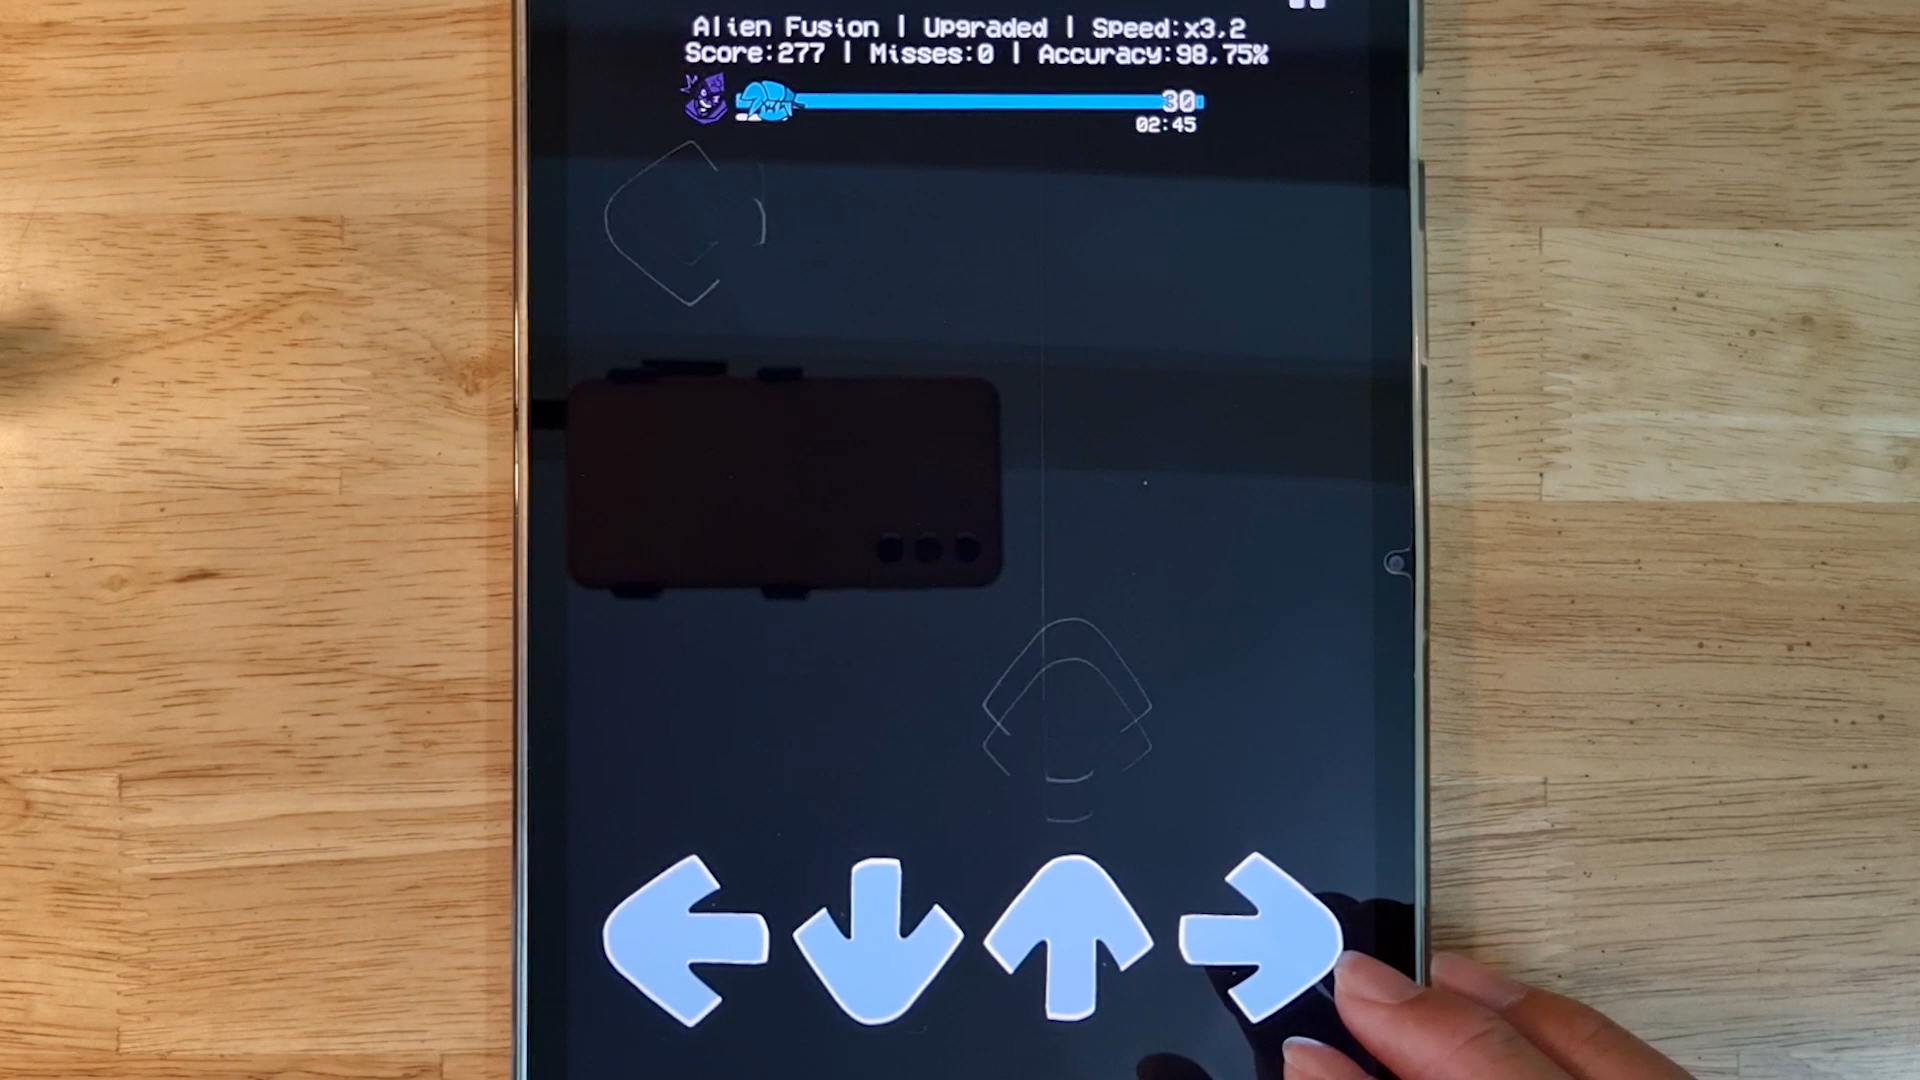 Alien Fusion | Upgraded | Speed:x3,2
Score:277 | Misses:0 | Accuracy:98,75%
30
02:45